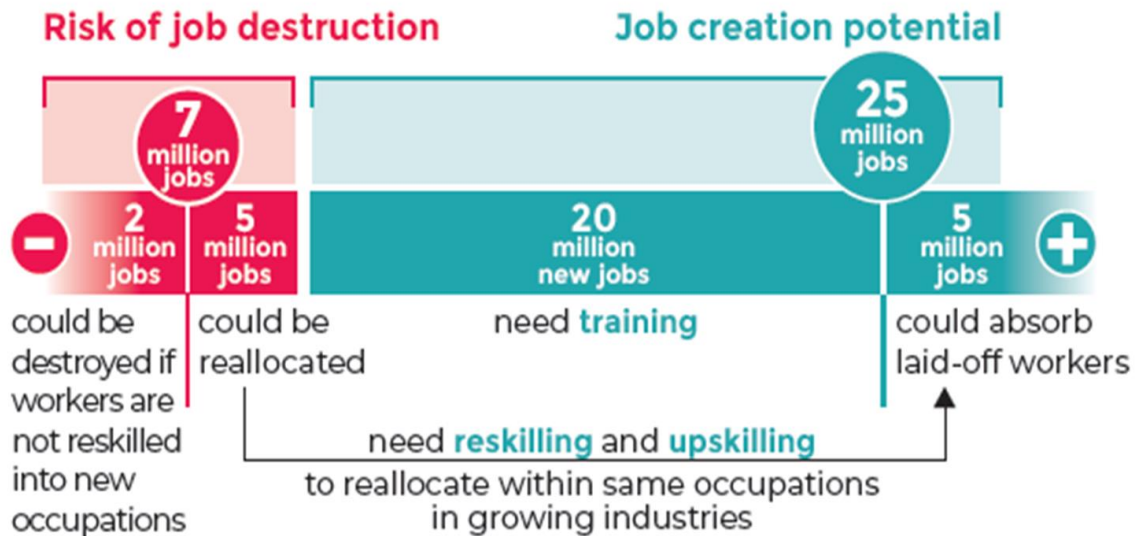 Risk of job destruction
Job creation potential
7
million
jobs
25
million
jobs
2
million
jobs
5
million
jobs
20
million
new jobs
5
million
jobs
could be
destroyed if
workers are
not reskilled
into new
occupations
could be
reallocated
need training
could absorb
laid-off workers
need reskilling and upskilling
to reallocate within same occupations
in growing industries